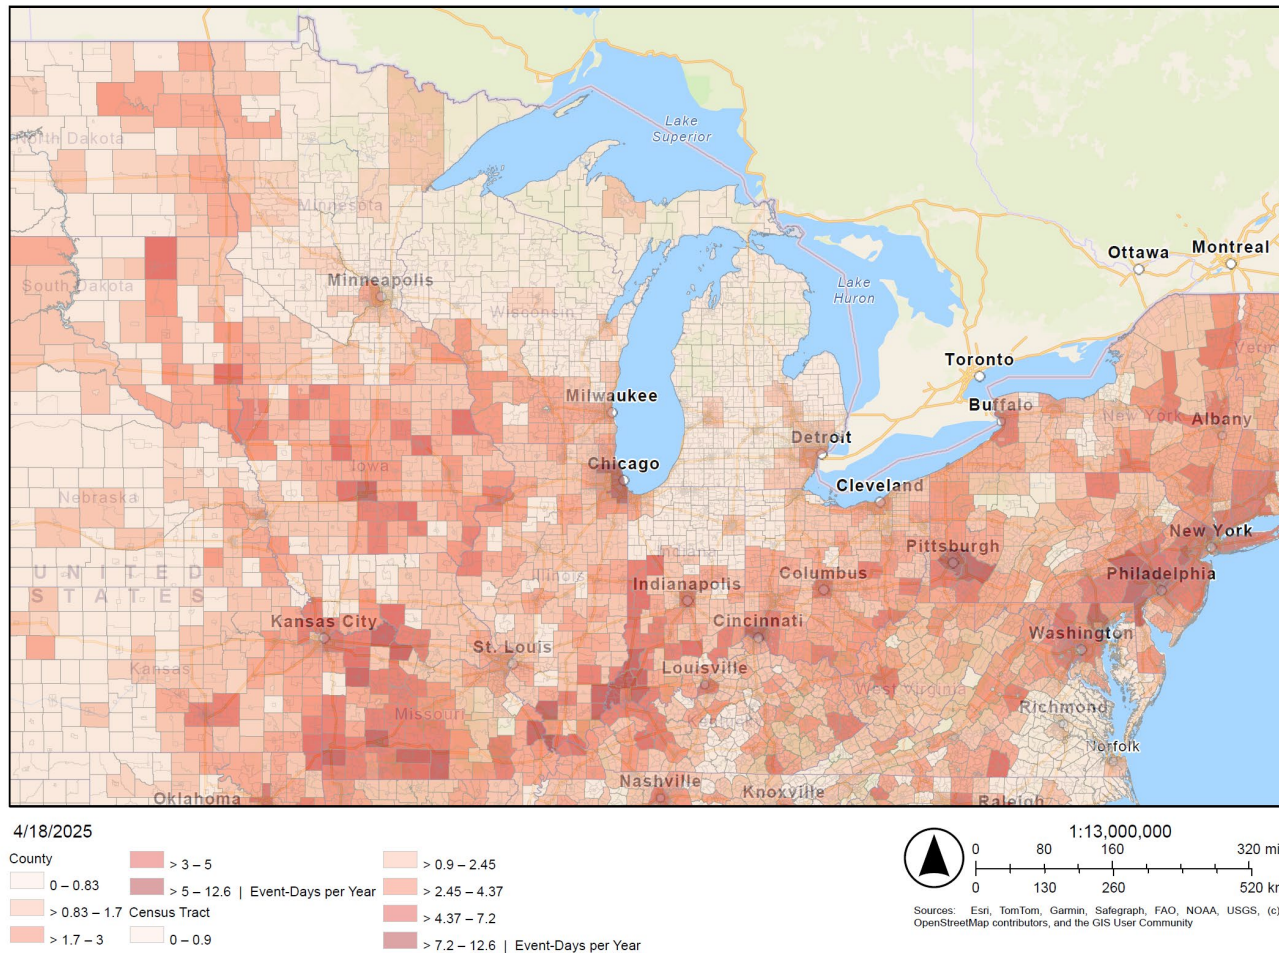 Lake
Superior
North Dakota
Minnesota
Ottawa
Montreal
Minneapolis
Lake
Huron
South Dakota
Wisconsin
Toronto
Verm
Milwaukee
Buffalo
New York
Albany
Detroit
Chicago
Iowa
Cleveland
Nebraska
New York
Pittsburgh
Indiana
UNITED
STATES
Illinois
Indianapolis
Columbus
Philadelphia
Kansas City
Cincinnati
Washington
St. Louis
Louisville
Kansas
West Virginia
Missouri
Richmond
Kentucky
Norfolk
Nashville
Knoxville
Oklahoma
Raleigh
4/18/2025
County
0 – 0.83
> 0.83 – 1.7
> 1.7 – 3
> 3 – 5
> 5 – 12.6 | Event-Days per Year
Census Tract
0 – 0.9
> 0.9 – 2.45
> 2.45 – 4.37
> 4.37 – 7.2
> 7.2 – 12.6 | Event-Days per Year
1:13,000,000
0 80 160 320 mi
0 130 260 520 km
Sources: Esri, TomTom, Garmin, Safegraph, FAO, NOAA, USGS, (c)
OpenStreetMap contributors, and the GIS User Community